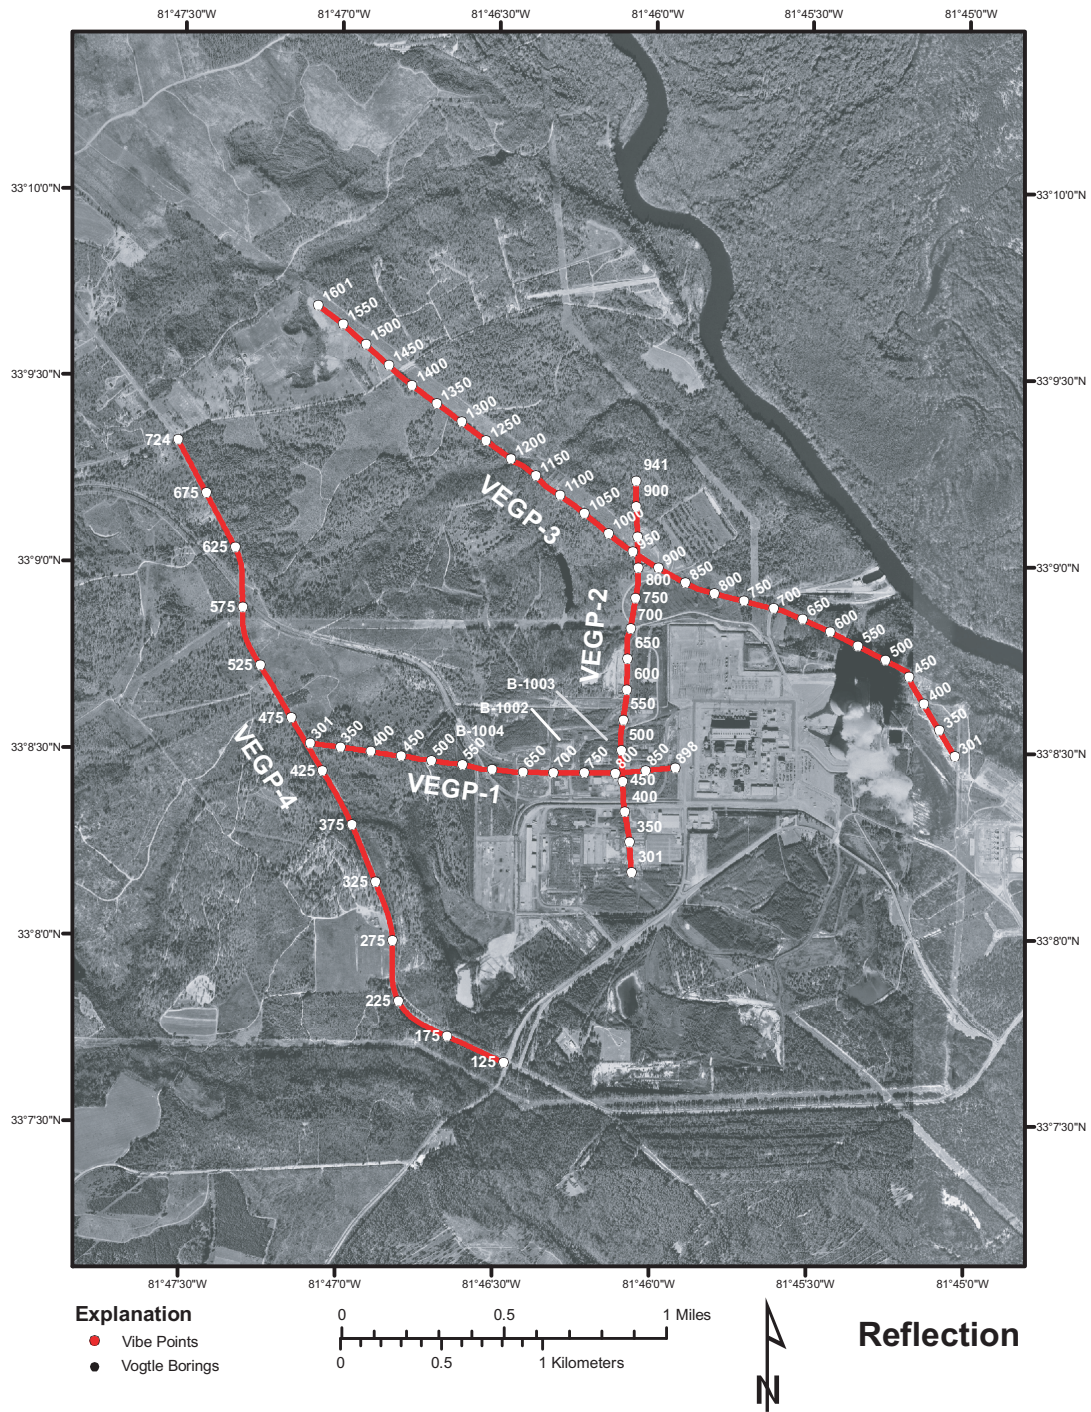 81°47'30"W 81°47'0"W 81°46'30"W 81°46'0"W 81°45'30"W 81°45'0"W
33°10'0"N
33°10'0"N
33°9'30"N
33°9'30"N
33°9'0"N
33°9'0"N
33°8'30"N
33°8'30"N
33°8'0"N
33°8'0"N
33°7'30"N
33°7'30"N
1601
1550
1500
1450
1400
1350
1300
1250
1200
1150
1100
1050
1000
950
900
850
800
750
700
650
600
550
500
450
400
350
301
VEGP-3
941
900
800
750
700
650
600
550
500
450
400
350
301
VEGP-2
B-1003
B-1002
B-1004
724
675
625
575
525
475
425
375
325
275
225
175
125
VEGP-4
301
350
400
450
500
550
650
700
750
800
850
898
VEGP-1
81°47'30"W 81°47'0"W 81°46'30"W 81°46'0"W 81°45'30"W 81°45'0"W
Explanation
Vibe Points
Vogtle Borings
0 0.5 1 Miles
0 0.5 1 Kilometers
N
Reflection